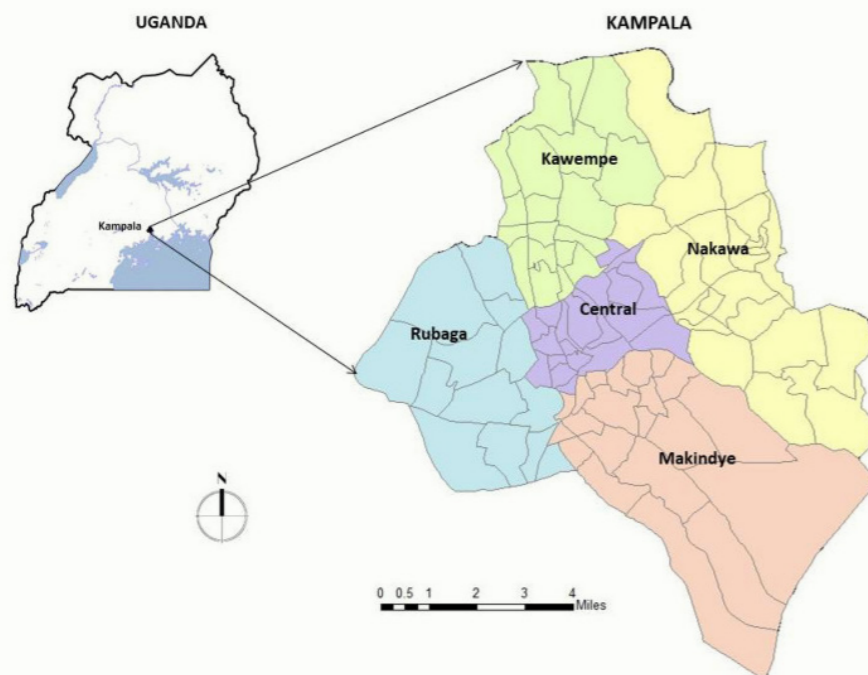 UGANDA
KAMPALA
Kawempe
Nakawa
Kampala
Central
Rubaga
Makindye
N
0 0.5 1 2 3 4
Miles